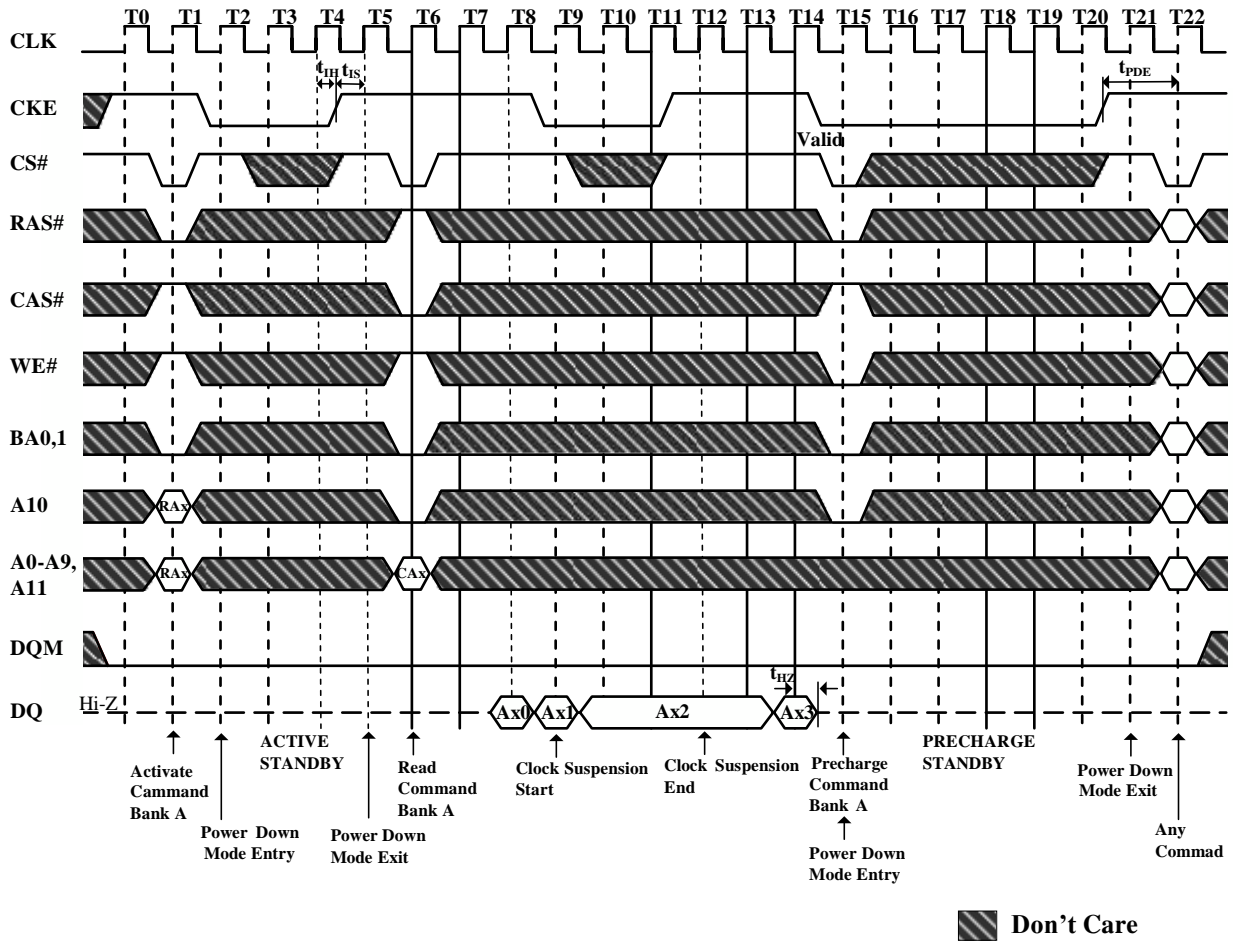 T0 T1 T2 T3 T4 T5 T6 T7 T8 T9 T10 T11 T12 T13 T14 T15 T16 T17 T18 T19 T20 T21 T22
CLK
tIH tIS
tPDE
CKE
Valid
CS#
RAS#
CAS#
WE#
BA0,1
A10
RAx
A0-A9,
A11
RAx
CAx
DQM
tHZ
DQ
Hi-Z
Ax0 Ax1 Ax2 Ax3
Activate
Cammand
Bank A
Power Down
Mode Entry
ACTIVE
STANDBY
Power Down
Mode Exit
Read
Command
Bank A
Clock Suspension
Start
Clock Suspension
End
Precharge
Command
Bank A
Power Down
Mode Entry
PRECHARGE
STANDBY
Power Down
Mode Exit
Any
Commad
Don't Care